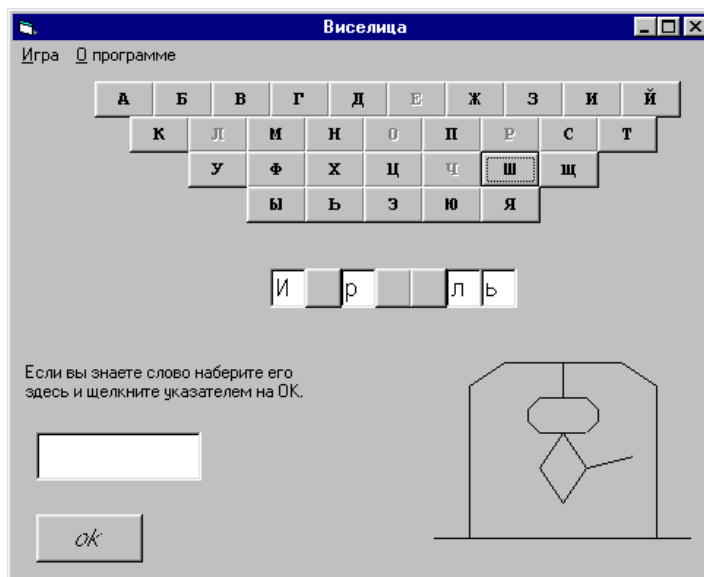 Виселица
Игра О программе
А Б В Г Д Е Ж З И Й
К Л М Н О П Р С Т
У Ф Х Ц Ч Ш Щ
Ы Ь Э Ю Я
И р л ь
Если вы знаете слово наберите его
здесь и щелкните указателем на ОК.
ok